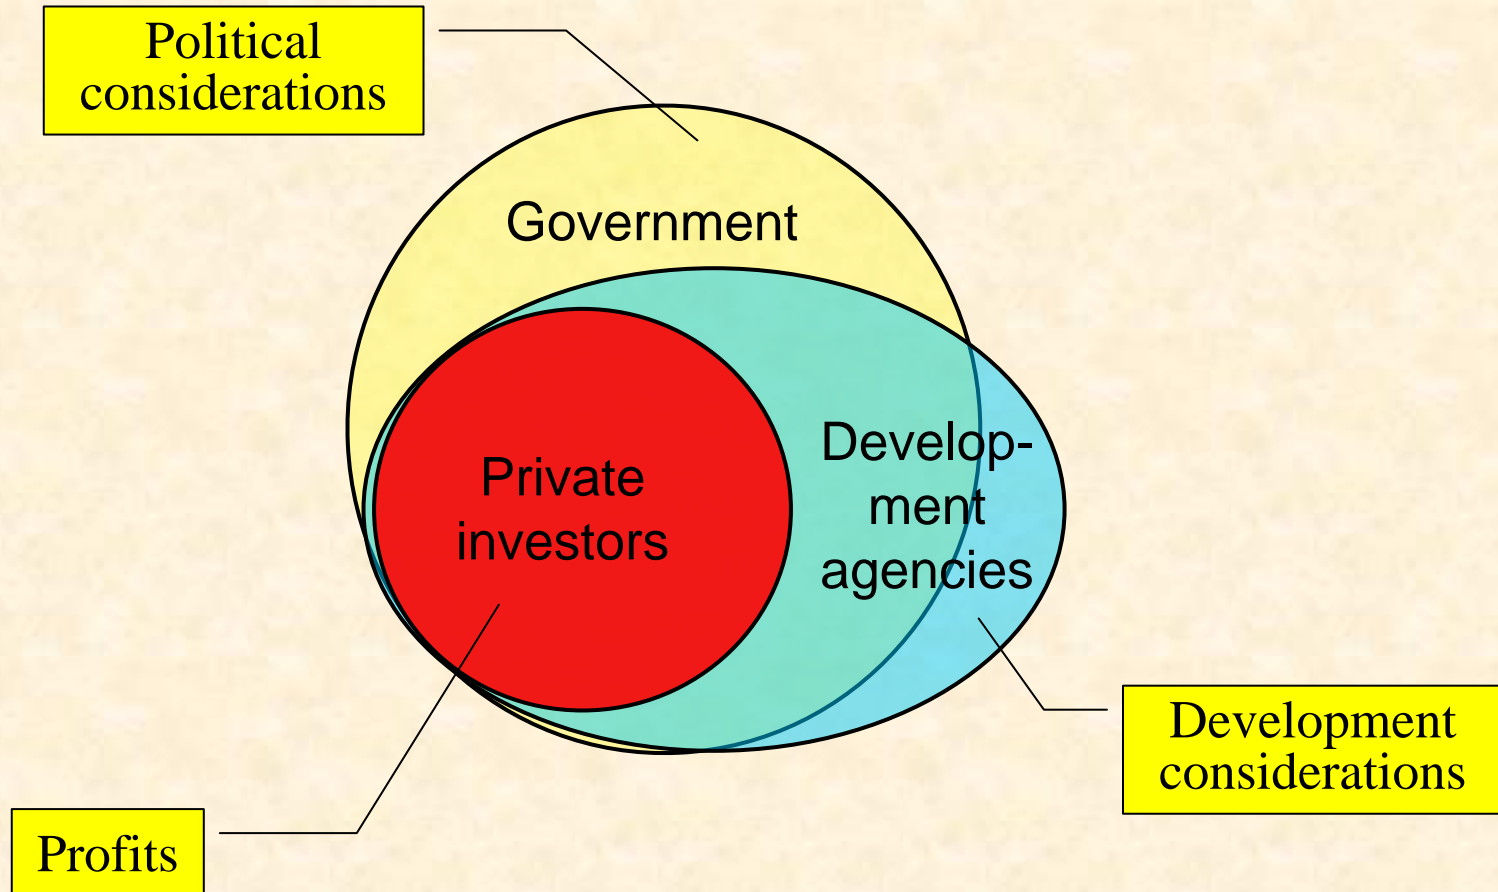 Political
considerations
Government
Private
investors
Develop-
ment
agencies
Development
considerations
Profits